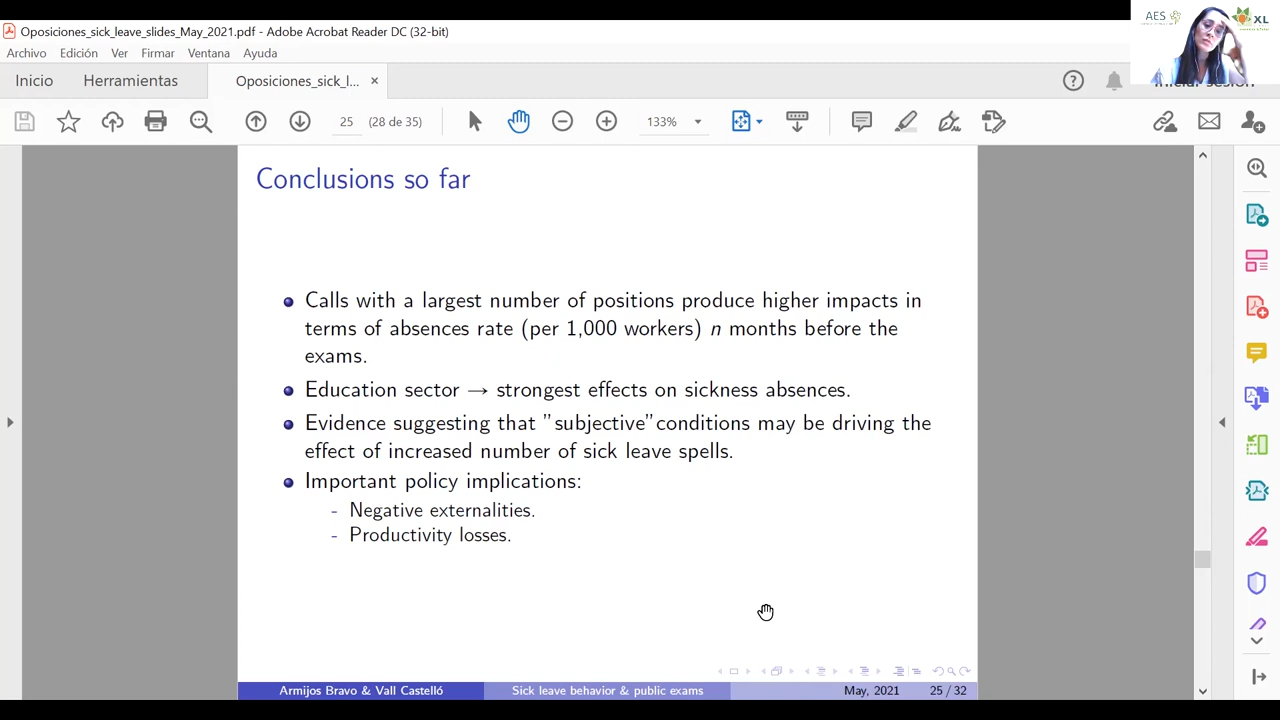 AES
XL
Oposiciones_sick_leave_slides_May_2021.pdf - Adobe Acrobat Reader DC (32-bit)
Archivo Edición Ver Firmar Ventana Ayuda
Inicio Herramientas Oposiciones_sick_l... ×
25 (28 de 35) 133%
Conclusions so far
Calls with a largest number of positions produce higher impacts in
terms of absences rate (per 1,000 workers) n months before the
exams.
Education sector → strongest effects on sickness absences.
Evidence suggesting that "subjective"conditions may be driving the
effect of increased number of sick leave spells.
Important policy implications:
- Negative externalities.
- Productivity losses.
Armijos Bravo & Vall Castelló Sick leave behavior & public exams May, 2021 25 / 32